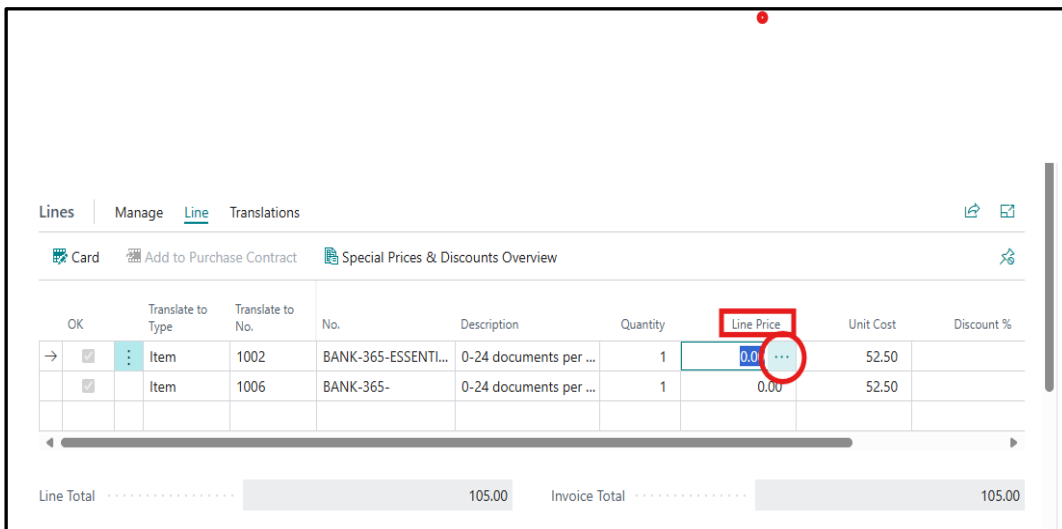 Lines Manage Line Translations
Card Add to Purchase Contract Special Prices & Discounts Overview
OK Translate to Type Translate to No. No. Description Quantity Line Price Unit Cost Discount %
Item 1002 BANK-365-ESSENTI... 0-24 documents per ... 1 0.00 ... 52.50
Item 1006 BANK-365- 0-24 documents per ... 1 0.00 52.50
Line Total 105.00 Invoice Total 105.00